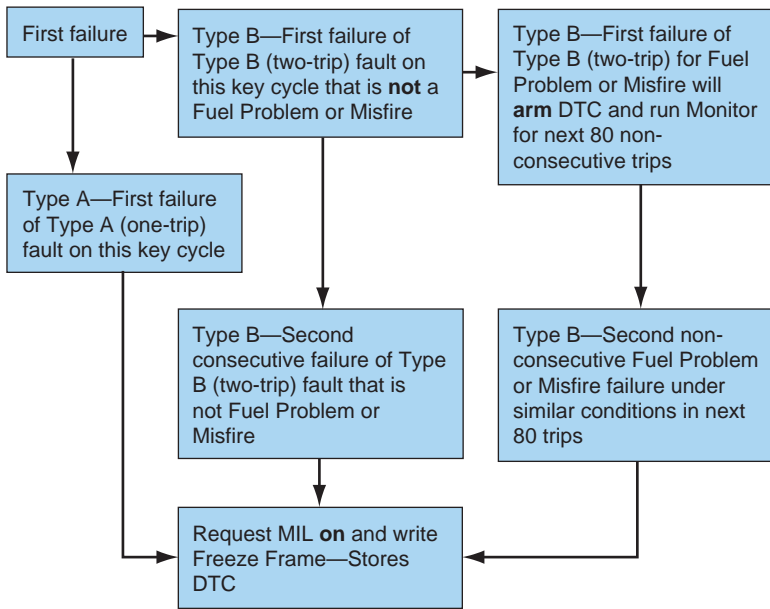 First failure
Type B—First failure of
Type B (two-trip) fault on
this key cycle that is not a
Fuel Problem or Misfire
Type B—First failure of
Type B (two-trip) for Fuel
Problem or Misfire will
arm DTC and run Monitor
for next 80 non-
consecutive trips
Type A—First failure
of Type A (one-trip)
fault on this key cycle
Type B—Second
consecutive failure of Type
B (two-trip) fault that is
not Fuel Problem or
Misfire
Type B—Second non-
consecutive Fuel Problem
or Misfire failure under
similar conditions in next
80 trips
Request MIL on and write
Freeze Frame—Stores
DTC